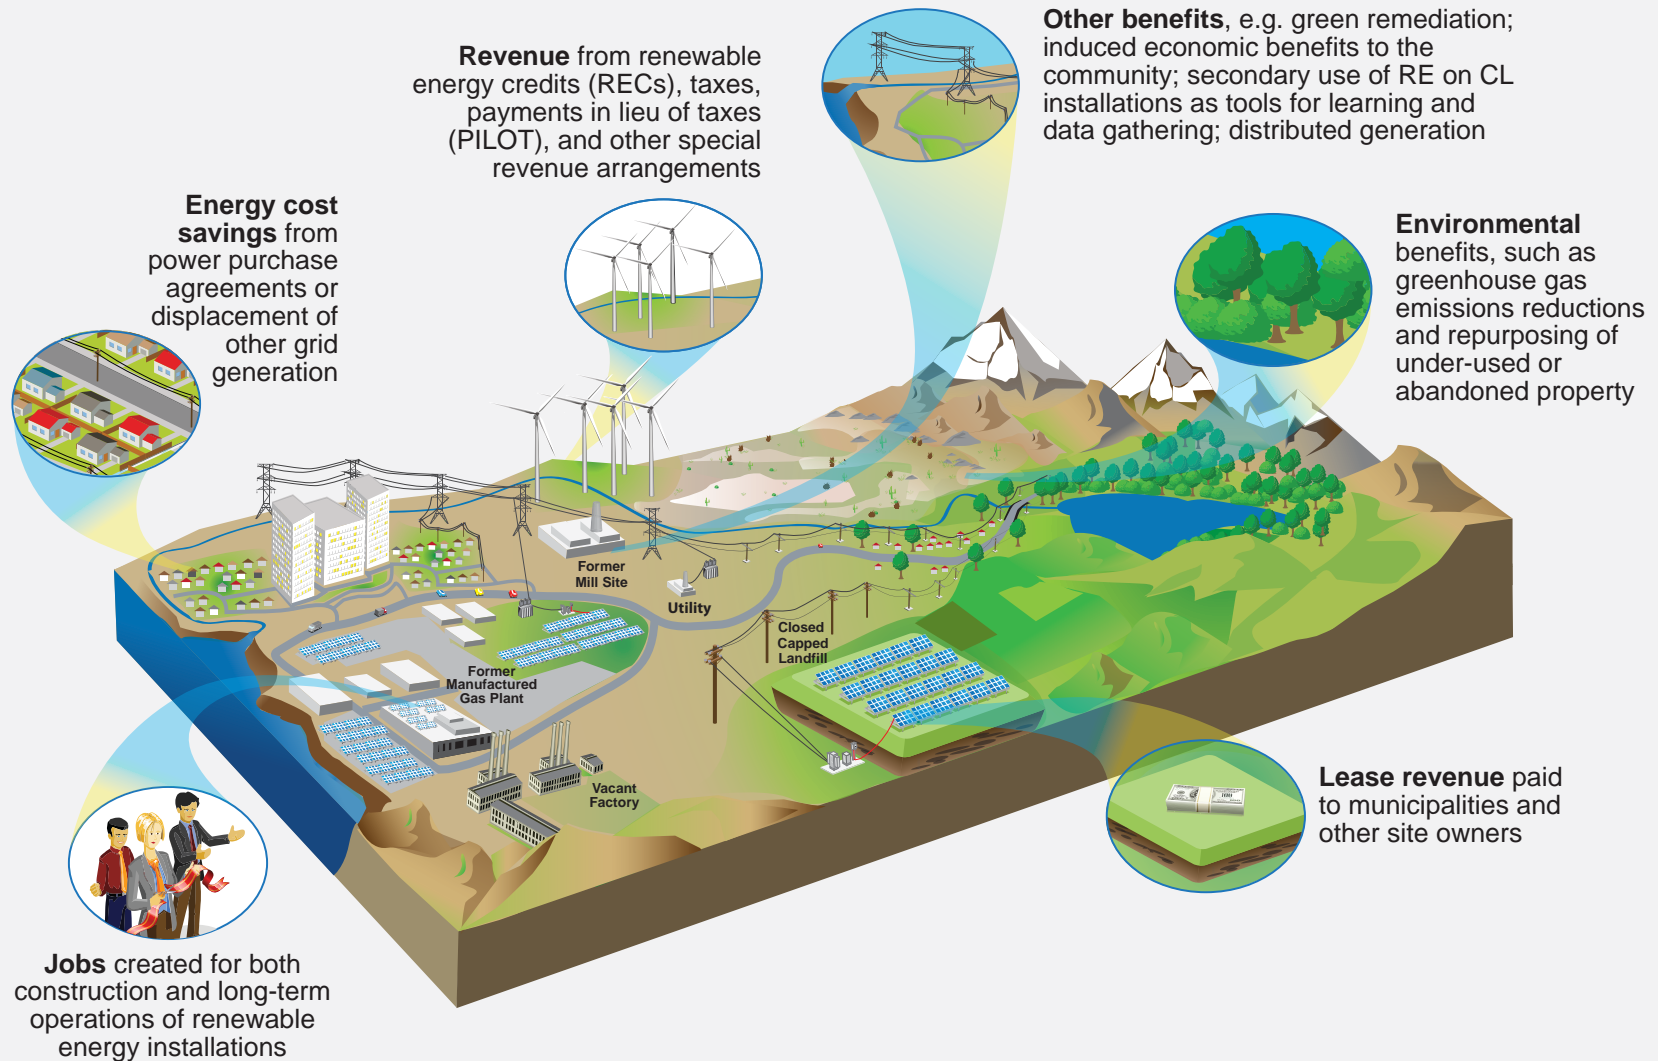 Other benefits, e.g. green remediation;
induced economic benefits to the
community; secondary use of RE on CL
installations as tools for learning and
data gathering; distributed generation
Revenue from renewable
energy credits (RECs), taxes,
payments in lieu of taxes
(PILOT), and other special
revenue arrangements
Energy cost
savings from
power purchase
agreements or
displacement of
other grid
generation
Environmental
benefits, such as
greenhouse gas
emissions reductions
and repurposing of
under-used or
abandoned property
Former
Mill Site
Utility
Closed
Capped
Landfill
Former
Manufactured
Gas Plant
Vacant
Factory
Lease revenue paid
to municipalities and
other site owners
100
Jobs created for both
construction and long-term
operations of renewable
energy installations